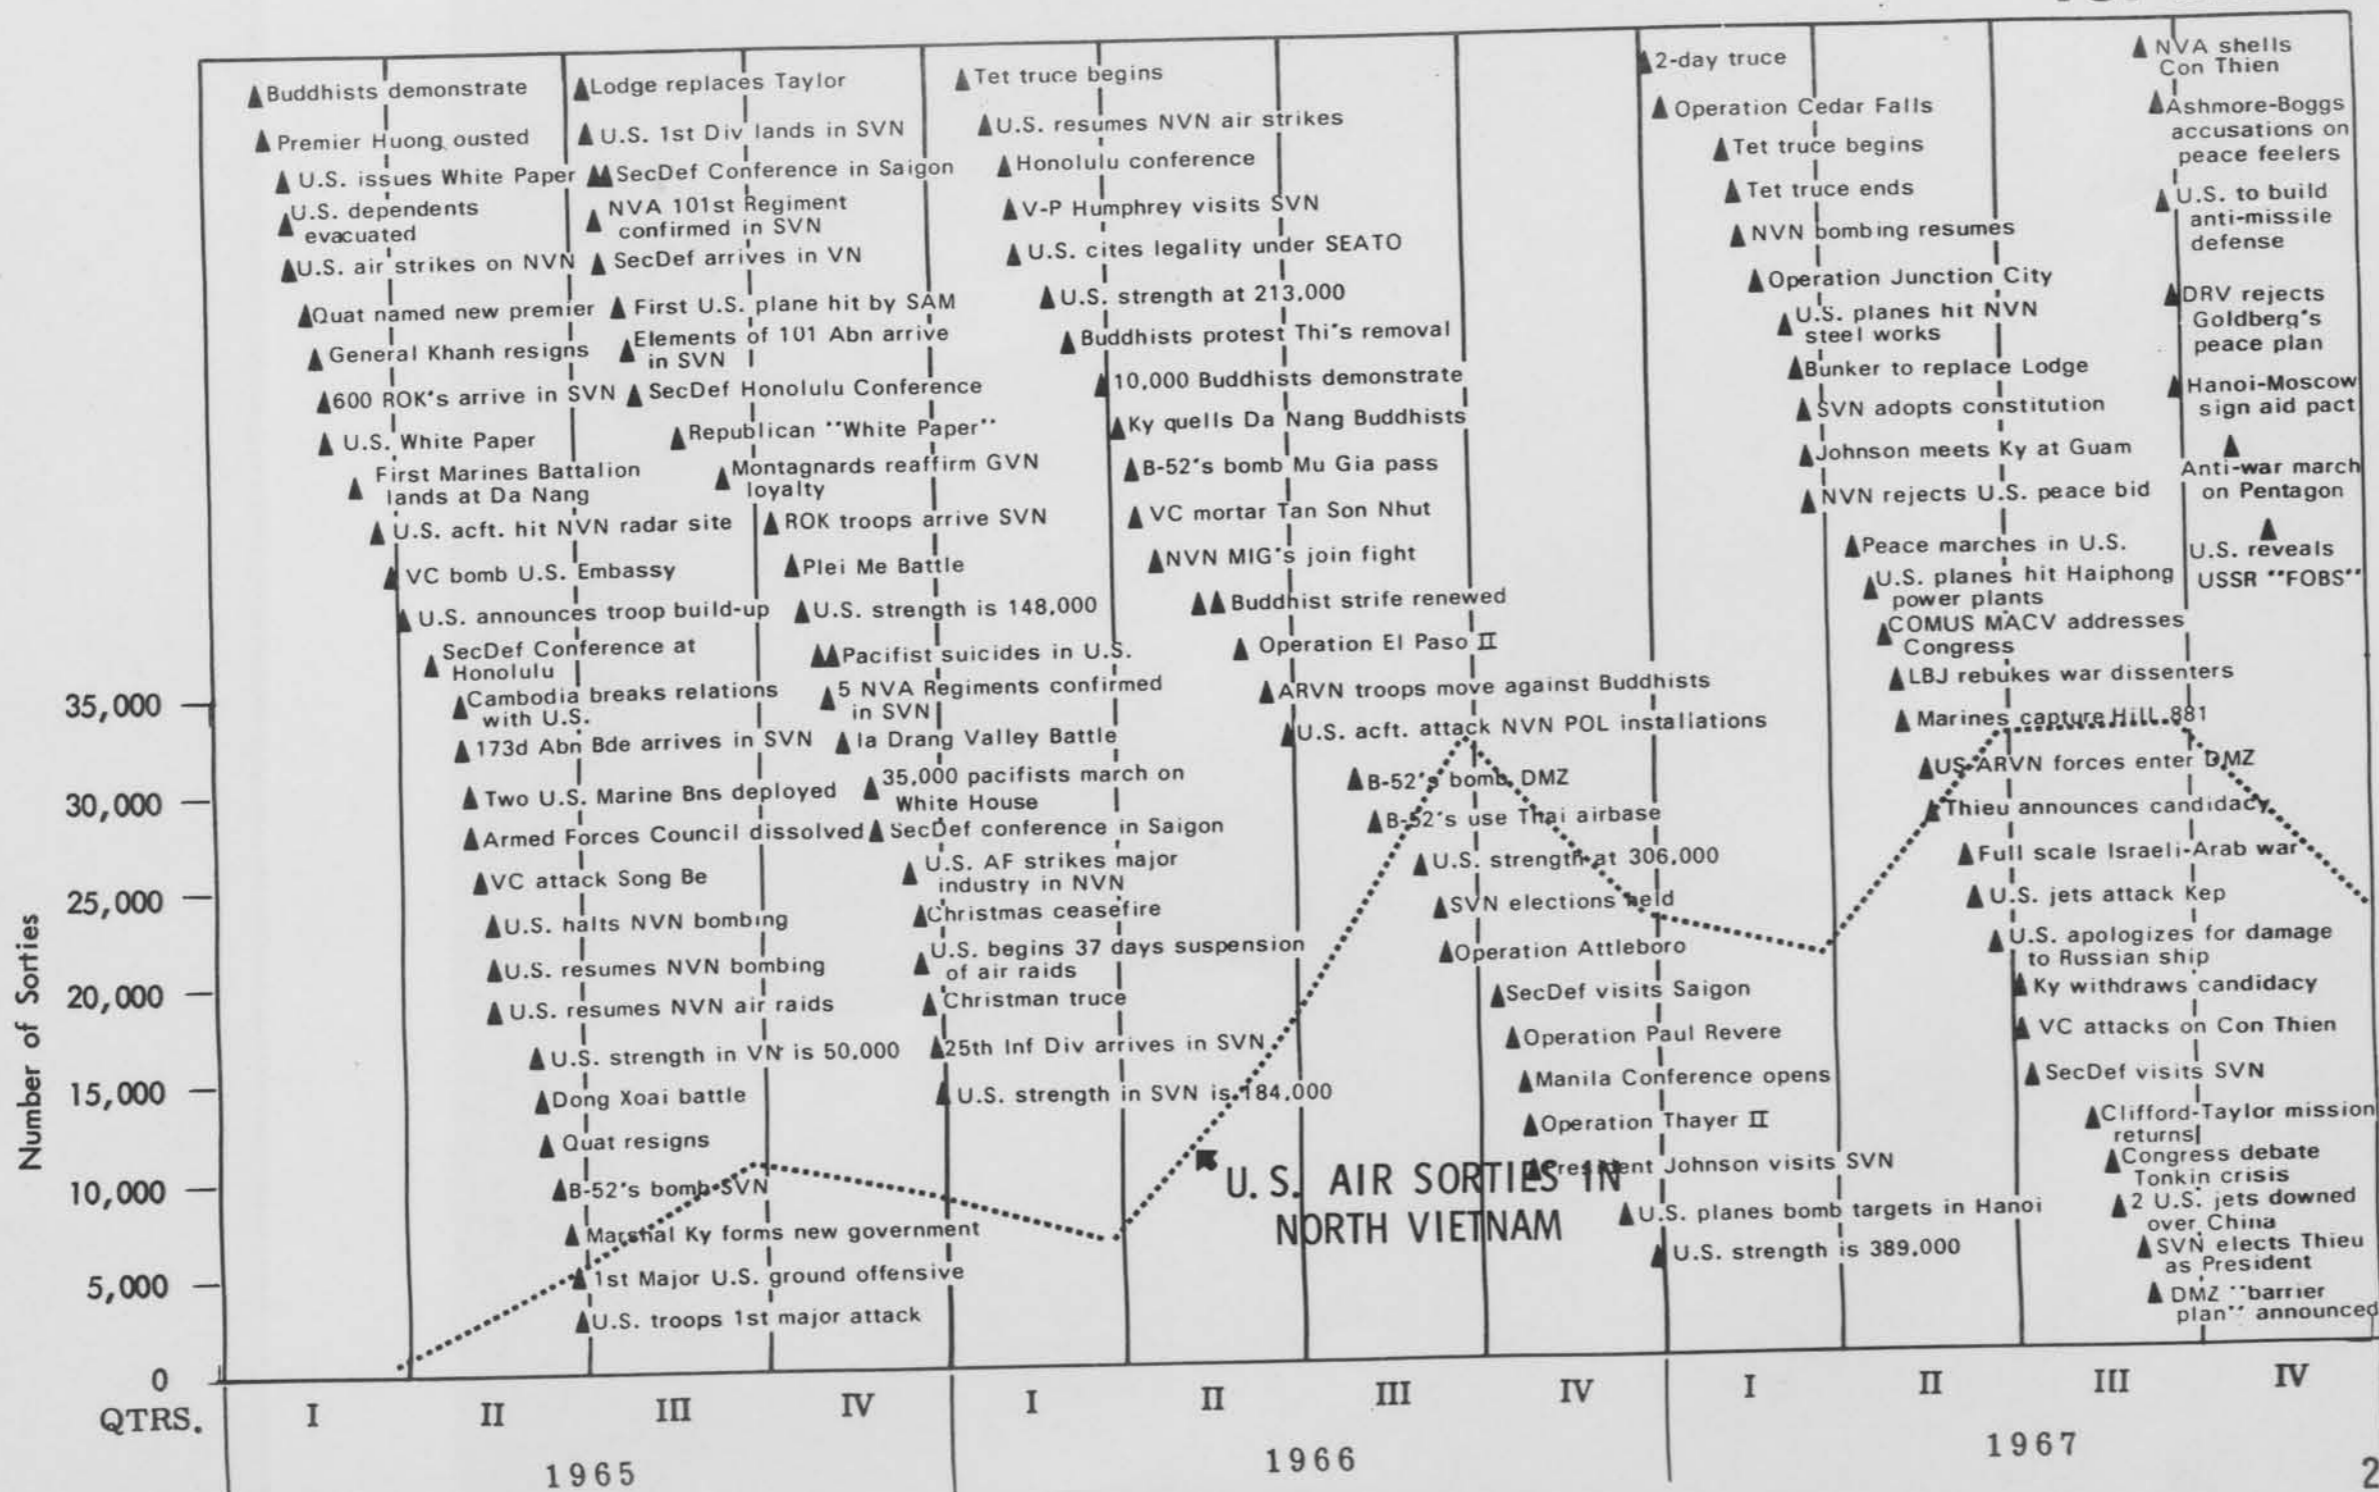 Buddhists demonstrate
Premier Huong ousted
U.S. issues White Paper
U.S. dependents
evacuated
U.S. air strikes on NVN
Quat named new premier
General Khanh resigns
600 ROK's arrive in SVN
U.S. White Paper
First Marines Battalion
lands at Da Nang
U.S. acft. hit NVN radar site
VC bomb U.S. Embassy
U.S. announces troop build-up
SecDef Conference at
Honolulu
Cambodia breaks relations
with U.S.
173d Abn Bde arrives in SVN
Two U.S. Marine Bns deployed
Armed Forces Council dissolved
VC attack Song Be
U.S. halts NVN bombing
U.S. resumes NVN bombing
U.S. resumes NVN air raids
U.S. strength in VN is 50,000
Dong Xoai battle
Quat resigns
B-52's bomb SVN
Marshal Ky forms new government
1st Major U.S. ground offensive
U.S. troops 1st major attack
Lodge replaces Taylor
U.S. 1st Div lands in SVN
SecDef Conference in Saigon
NVA 101st Regiment
confirmed in SVN
SecDef arrives in VN
First U.S. plane hit by SAM
Elements of 101 Abn arrive
in SVN
SecDef Honolulu Conference
Republican "White Paper"
Montagnards reaffirm GVN
loyalty
ROK troops arrive SVN
Plei Me Battle
U.S. strength is 148,000
Pacifist suicides in U.S.
5 NVA Regiments confirmed
in SVN
Ia Drang Valley Battle
35,000 pacifists march on
White House
SecDef conference in Saigon
U.S. AF strikes major
industry in NVN
Christmas ceasefire
U.S. begins 37 days suspension
of air raids
Christman truce
25th Inf Div arrives in SVN
U.S. strength in SVN is 184,000
Tet truce begins
U.S. resumes NVN air strikes
Honolulu conference
V-P Humphrey visits SVN
U.S. cites legality under SEATO
U.S. strength at 213,000
Buddhists protest Thi's removal
10,000 Buddhists demonstrate
Ky quells Da Nang Buddhists
B-52's bomb Mu Gia pass
VC mortar Tan Son Nhut
NVN MIG's join fight
Buddhist strife renewed
Operation El Paso II
ARVN troops move against Buddhists
U.S. acft. attack NVN POL installations
B-52's bomb DMZ
B-52's use Thai airbase
U.S. strength at 306,000
SVN elections held
Operation Attleboro
SecDef visits Saigon
Operation Paul Revere
Manila Conference opens
Operation Thayer II
President Johnson visits SVN
U.S. planes bomb targets in Hanoi
U.S. strength is 389,000
2-day truce
Operation Cedar Falls
Tet truce begins
Tet truce ends
NVN bombing resumes
Operation Junction City
U.S. planes hit NVN
steel works
Bunker to replace Lodge
SVN adopts constitution
Johnson meets Ky at Guam
NVN rejects U.S. peace bid
Peace marches in U.S.
U.S. planes hit Haiphong
power plants
COMUS MACV addresses
Congress
LBJ rebukes war dissenters
Marines capture Hill 881
US-ARVN forces enter DMZ
Thieu announces candidacy
Full scale Israeli-Arab war
U.S. jets attack Kep
U.S. apologizes for damage
to Russian ship
Ky withdraws candidacy
VC attacks on Con Thien
SecDef visits SVN
Clifford-Taylor mission
returns
Congress debate
Tonkin crisis
2 U.S. jets downed
over China
SVN elects Thieu
as President
DMZ "barrier
plan" announced
NVA shells
Con Thien
Ashmore-Boggs
accusations on
peace feelers
U.S. to build
anti-missile
defense
DRV rejects
Goldberg's
peace plan
Hanoi-Moscow
sign aid pact
Anti-war march
on Pentagon
U.S. reveals
USSR "FOBS"
U.S. AIR SORTIES IN
NORTH VIETNAM
Number of Sorties
35,000
30,000
25,000
20,000
15,000
10,000
5,000
0
QTRS. I II III IV I II III IV I II III IV
1965 1966 1967
2